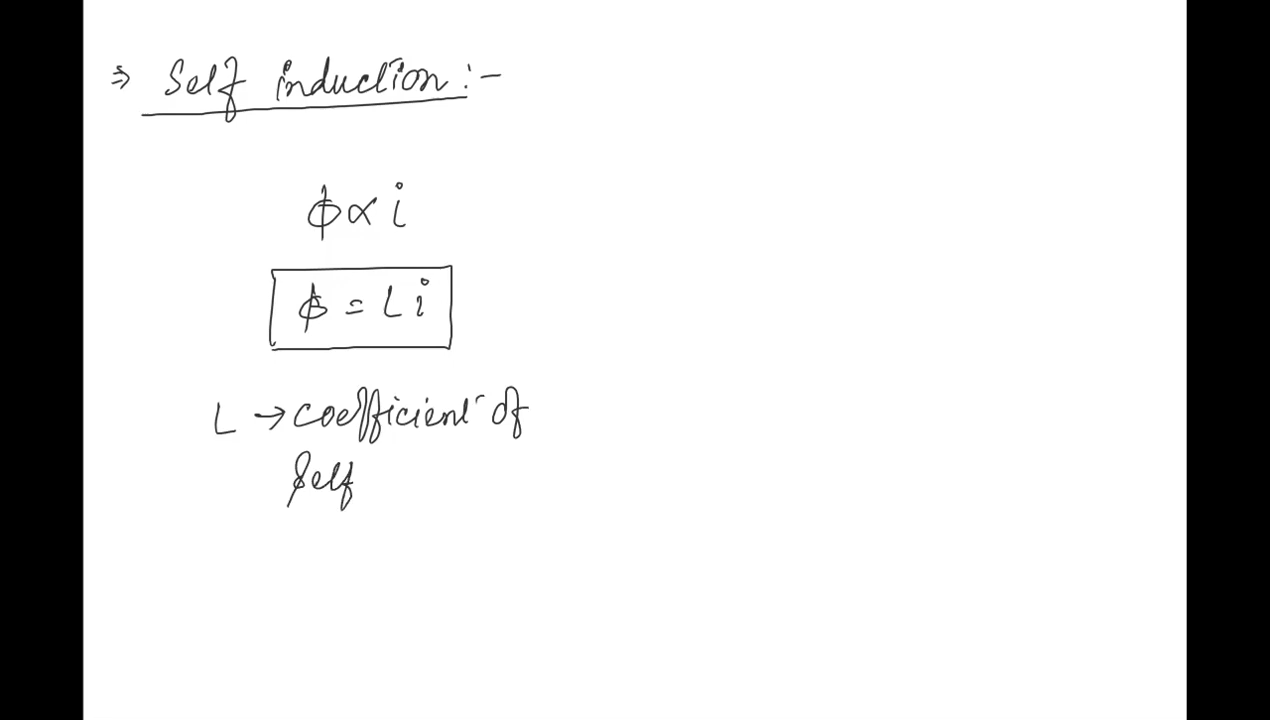 ⇒ Self induction :-
ϕ ∝ i
ϕ = Li
L → coefficient of
Self